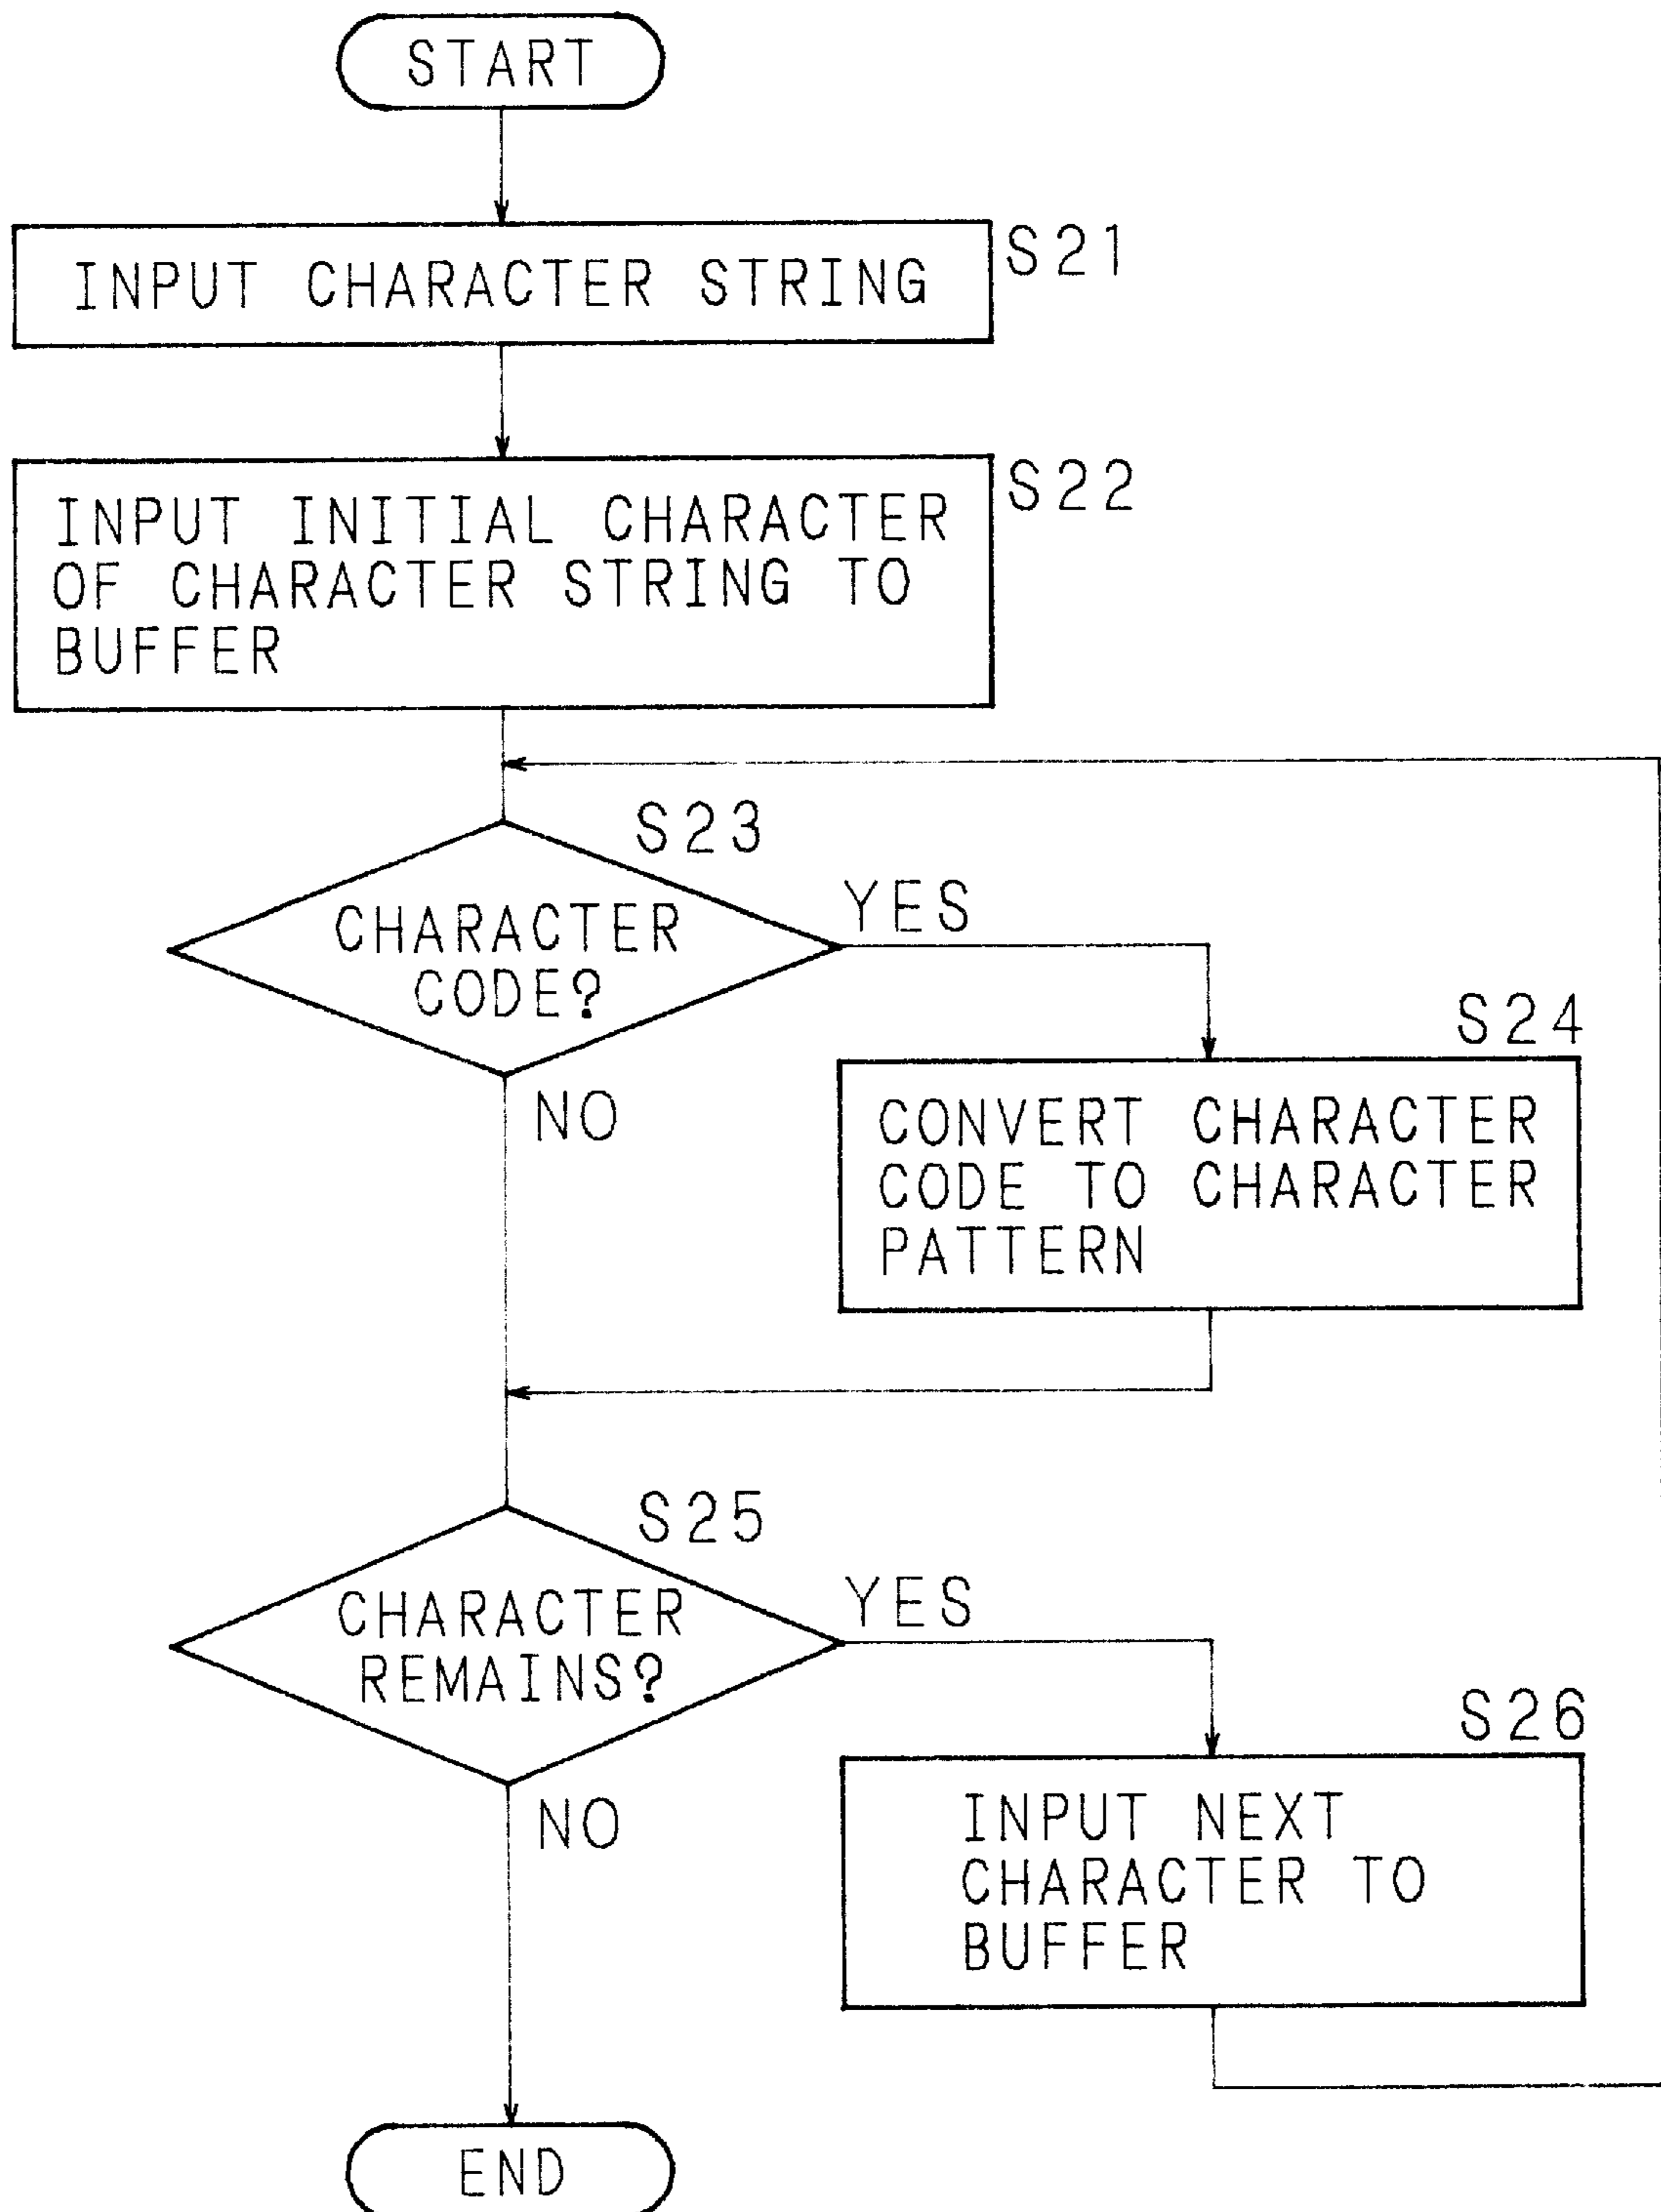 START
INPUT CHARACTER STRING
S21
INPUT INITIAL CHARACTER
OF CHARACTER STRING TO
BUFFER
S22
S23
CHARACTER
CODE?
YES
NO
S24
CONVERT CHARACTER
CODE TO CHARACTER
PATTERN
S25
CHARACTER
REMAINS?
YES
NO
S26
INPUT NEXT
CHARACTER TO
BUFFER
END